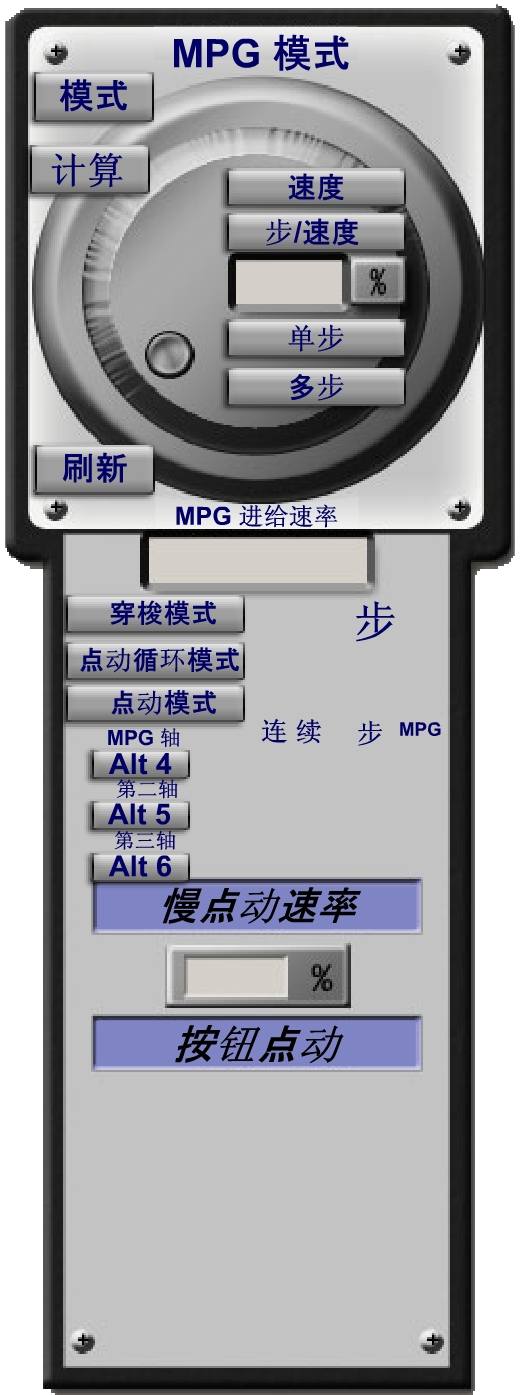 MPG 模式
模式
计算
速度
步/速度
%
单步
多步
刷新
MPG 进给速率
穿梭模式
步
点动循环模式
点动模式
连续 步 MPG
MPG 轴
Alt 4
第二轴
Alt 5
第三轴
Alt 6
慢点动速率
%
按钮点动